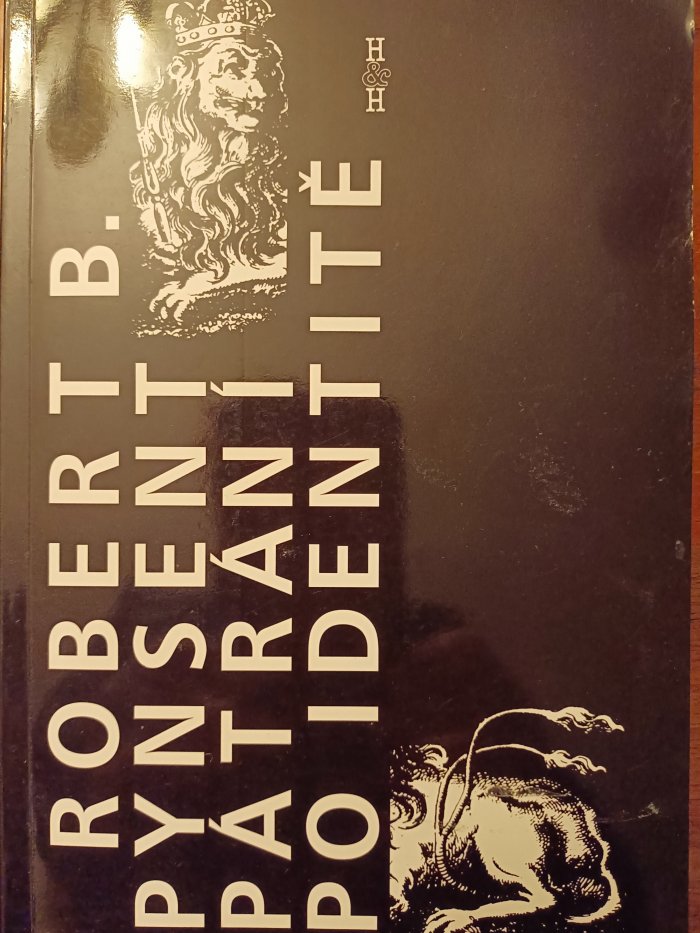 ROBERT B.
PYNSENT
PÁTRÁNÍ
PO IDENTITĚ
H
&
H